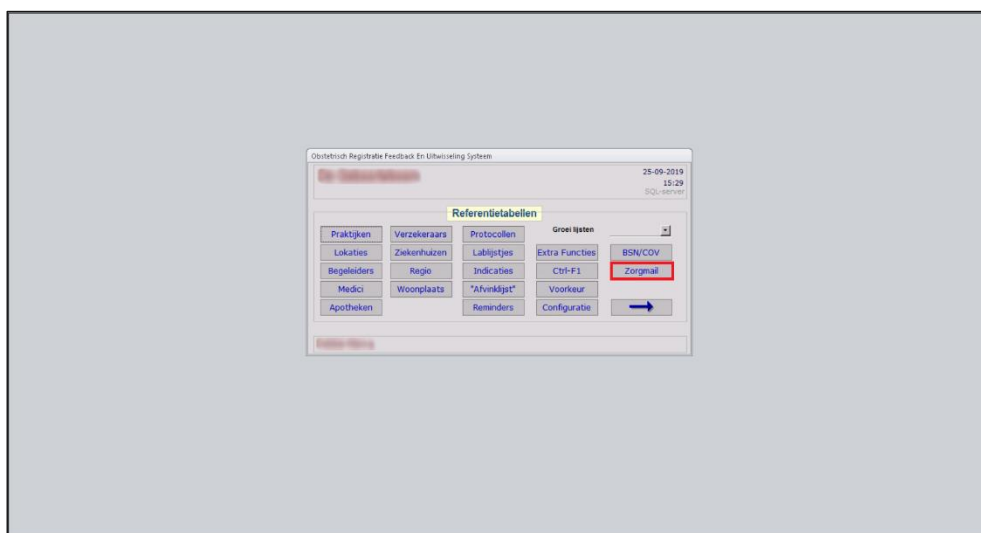 Obstetrisch Registratie Feedback En Uitwisseling Systeem
25-09-2019
15:29
SQL-server
Referentietabellen
Groei lijsten
Praktijken Verzekeraars Protocollen
Lokaties Ziekenhuizen Lablijstjes Extra Functies BSN/COV
Begeleiders Regio Indicaties Ctrl-F1 Zorgmail
Medici Woonplaats "Afvinklijst" Voorkeur
Apotheken Reminders Configuratie